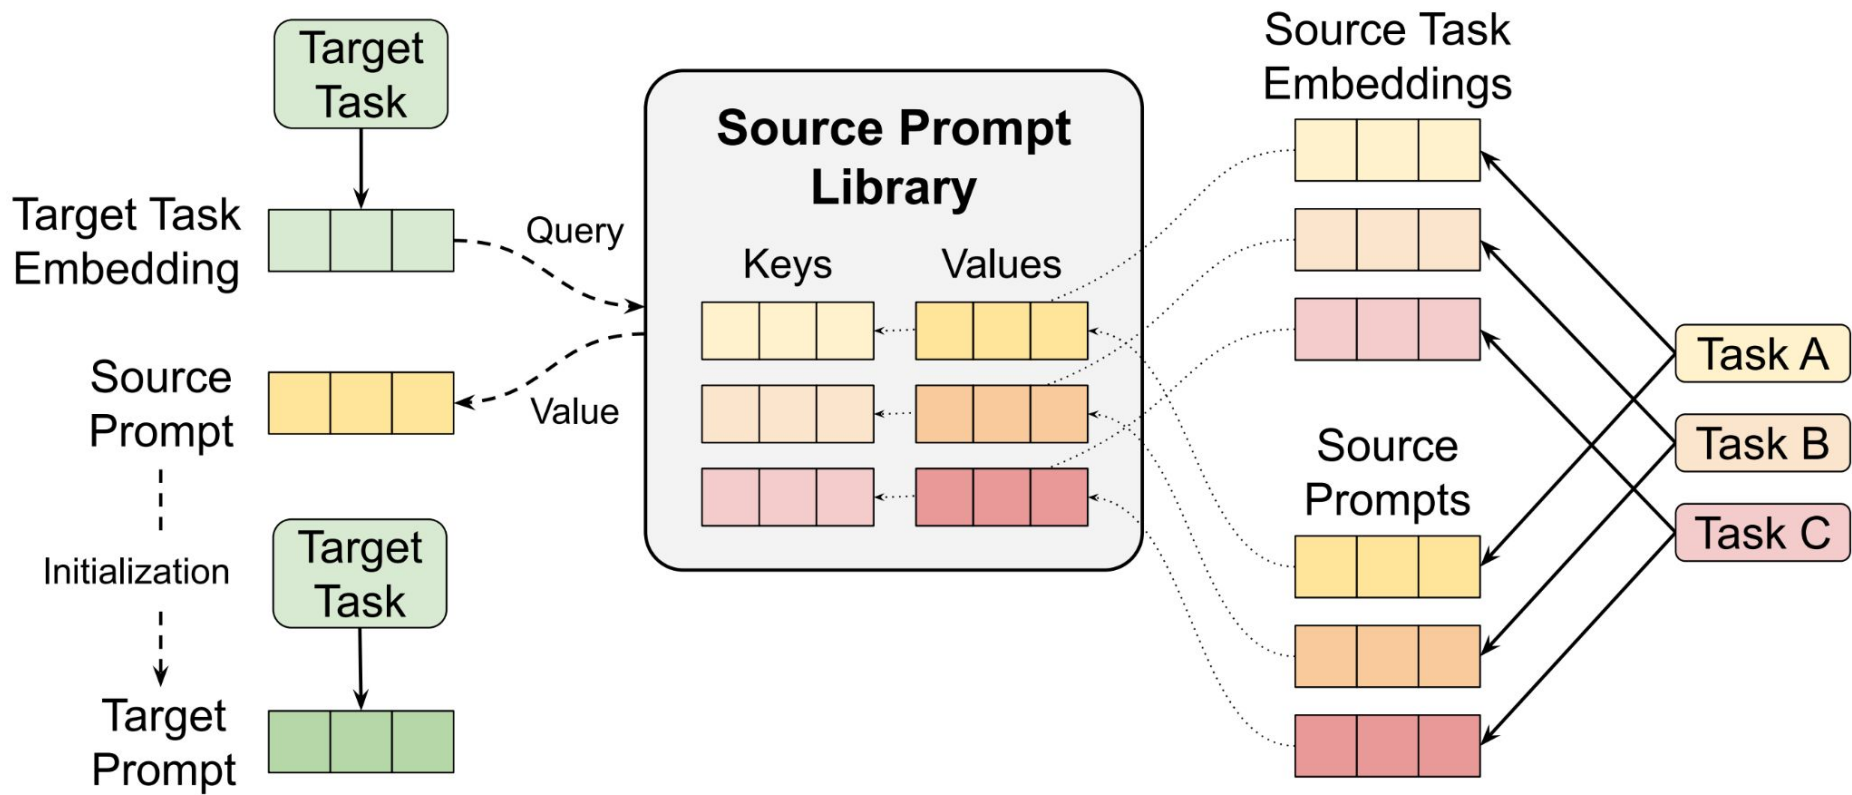 Target
Task
Target Task
Embedding
Query
Source
Prompt
Value
Initialization
Target
Task
Target
Prompt
Source Prompt
Library
Keys
Values
Source Task
Embeddings
Source
Prompts
Task A
Task B
Task C